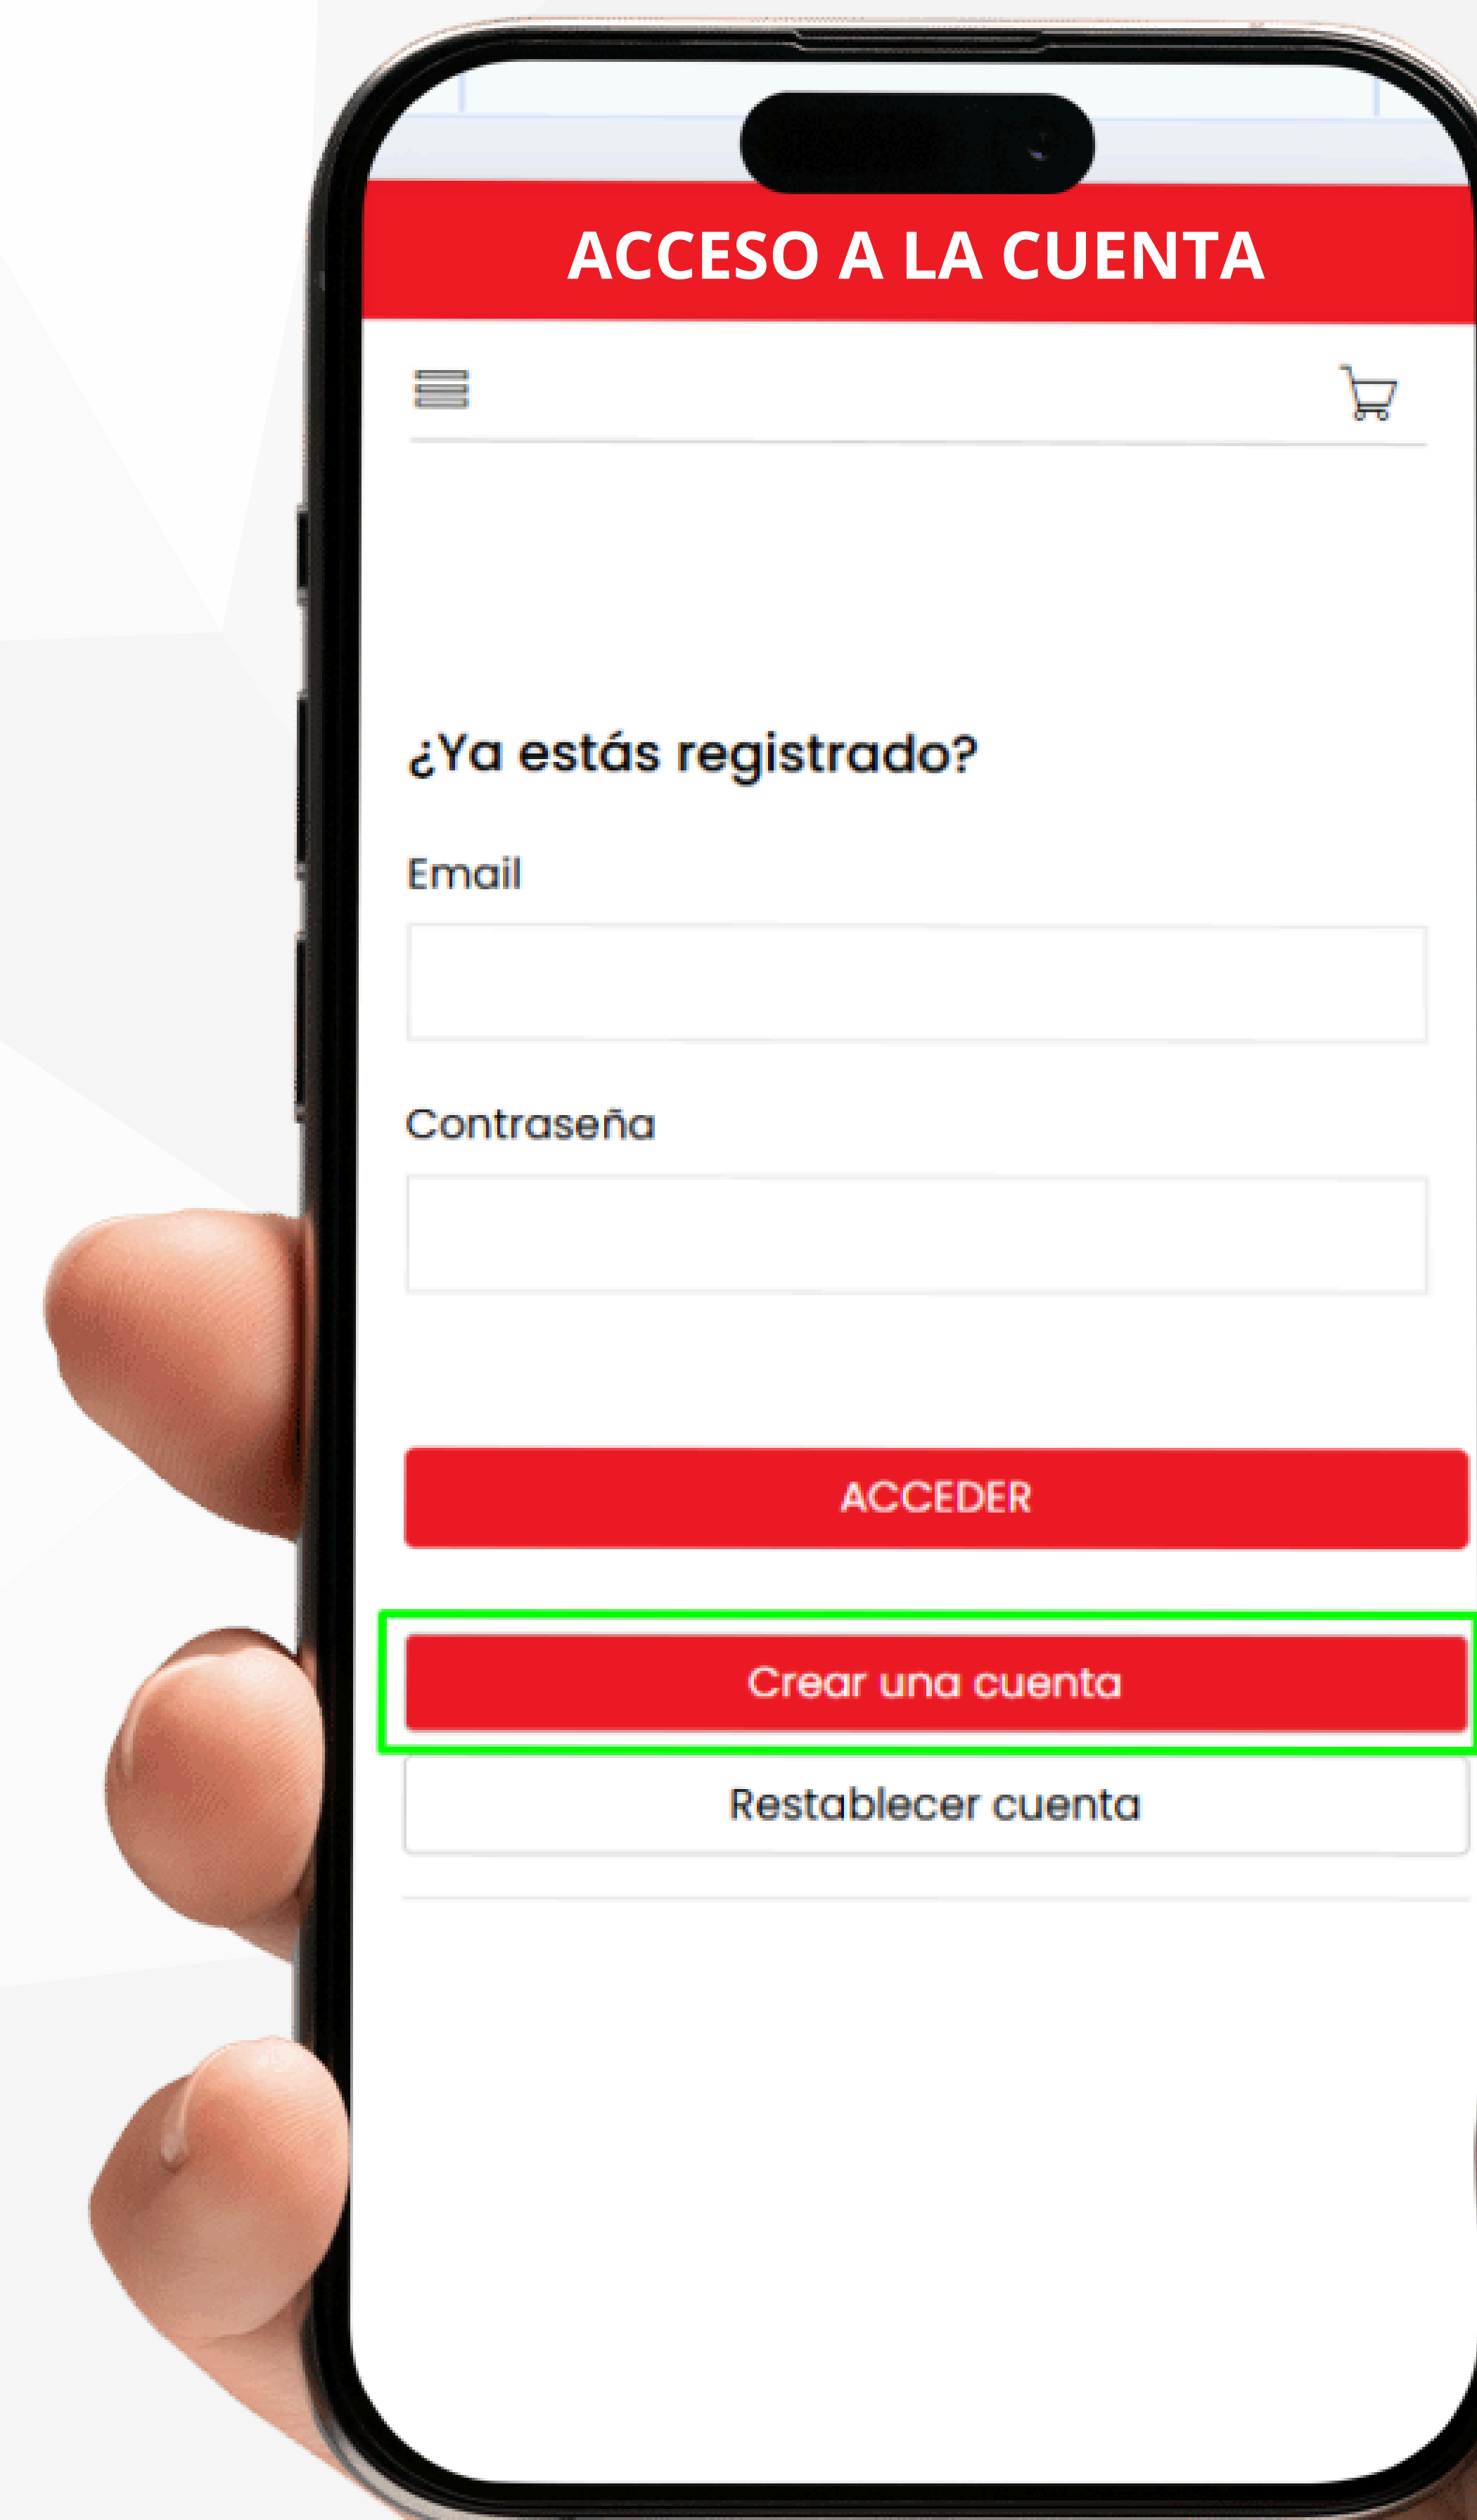 ACCESO A LA CUENTA
¿Ya estás registrado?
Email
Contraseña
ACCEDER
Crear una cuenta
Restablecer cuenta